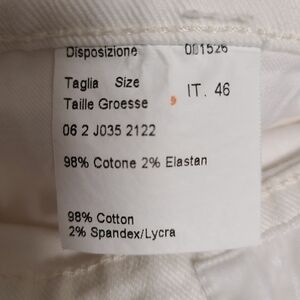 Disposizione 001526
Taglia Size
Taille Groesse IT. 46
06 2 J035 2122
98% Cotone 2% Elastan
98% Cotton
2% Spandex/Lycra